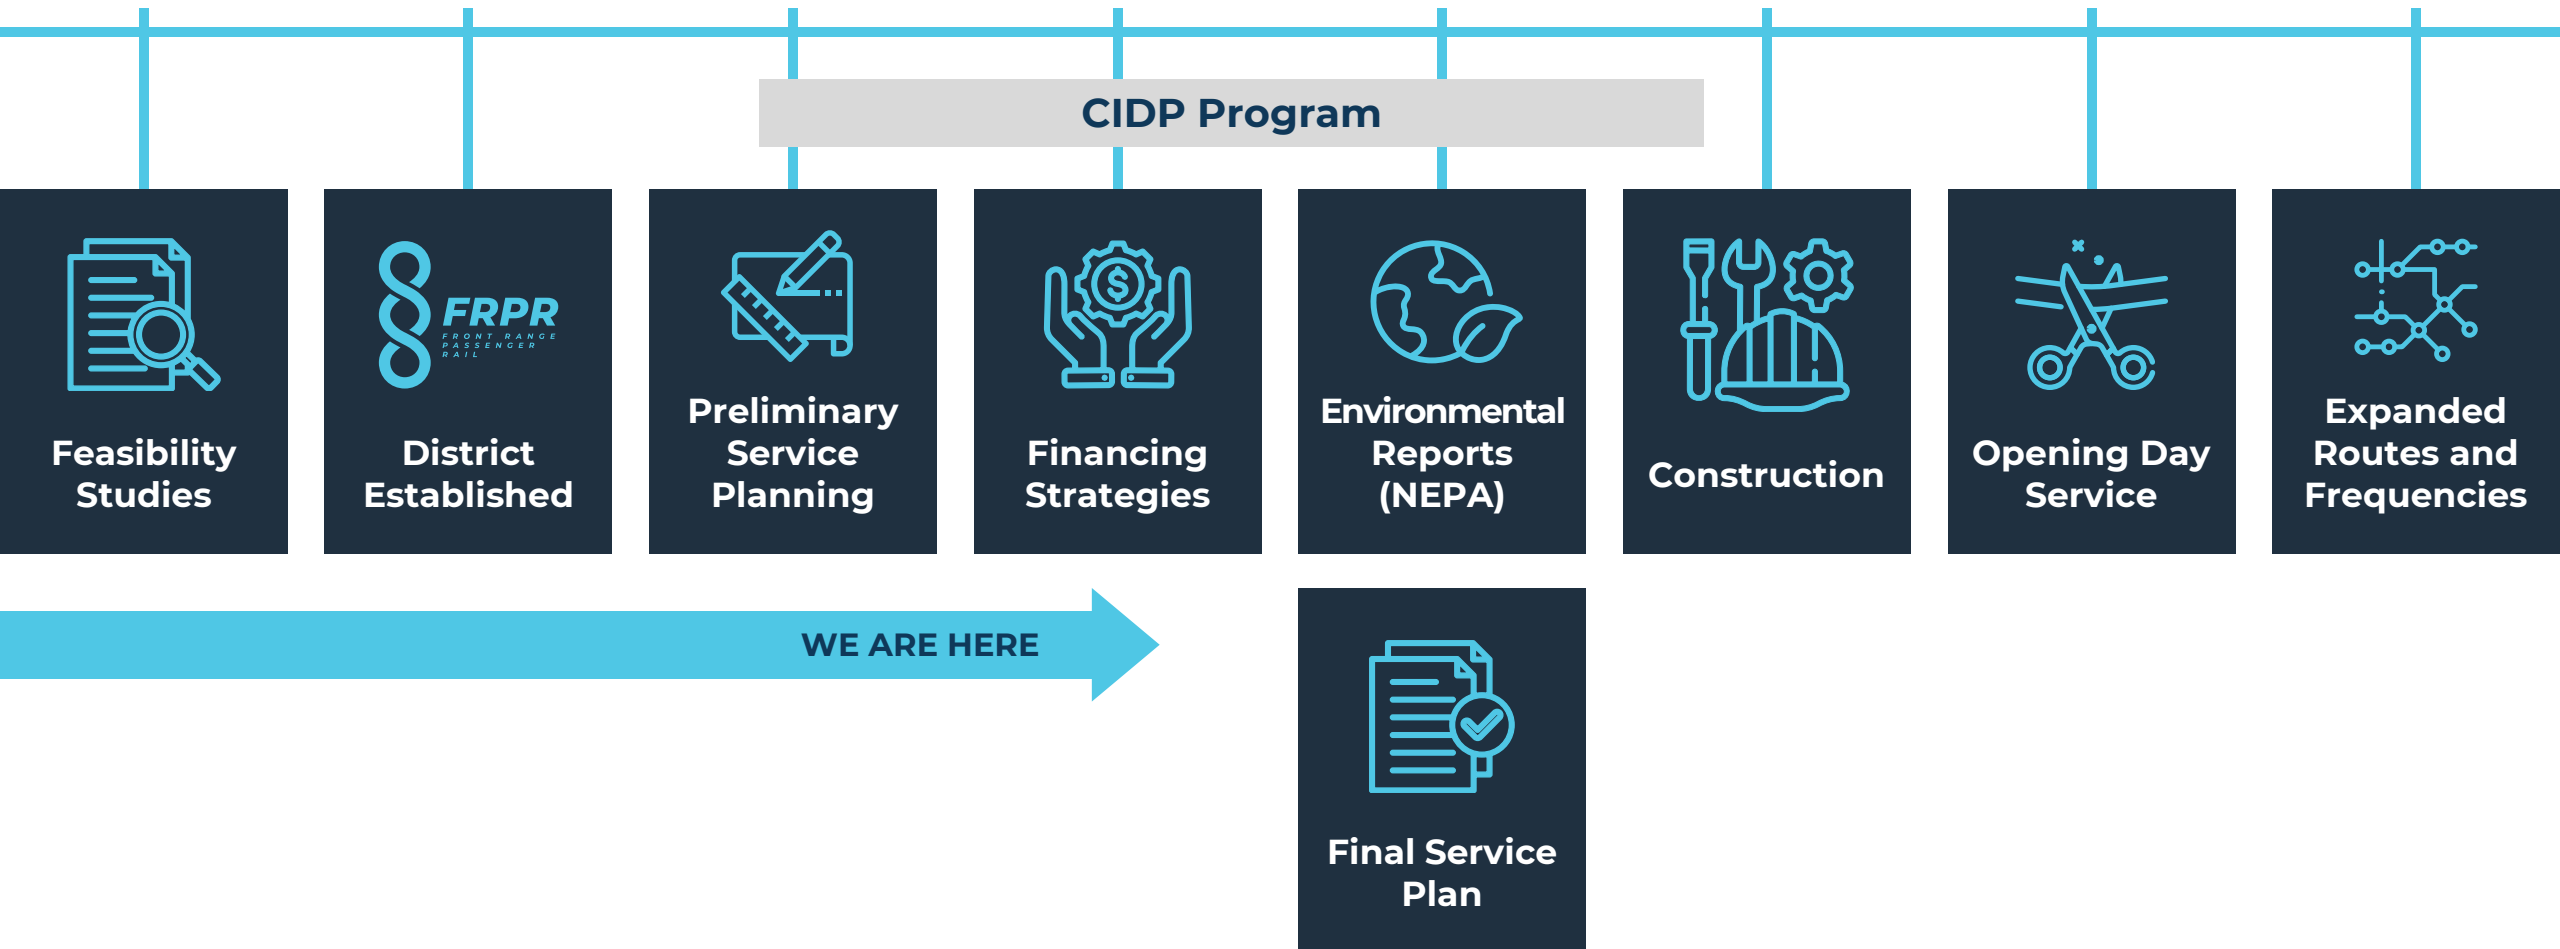 CIDP Program
FRPR
FRONT RANGE
PASSENGER
RAIL
$
Feasibility
Studies
District
Established
Preliminary
Service
Planning
Financing
Strategies
Environmental
Reports
(NEPA)
Construction
Opening Day
Service
Expanded
Routes and
Frequencies
WE ARE HERE
Final Service
Plan